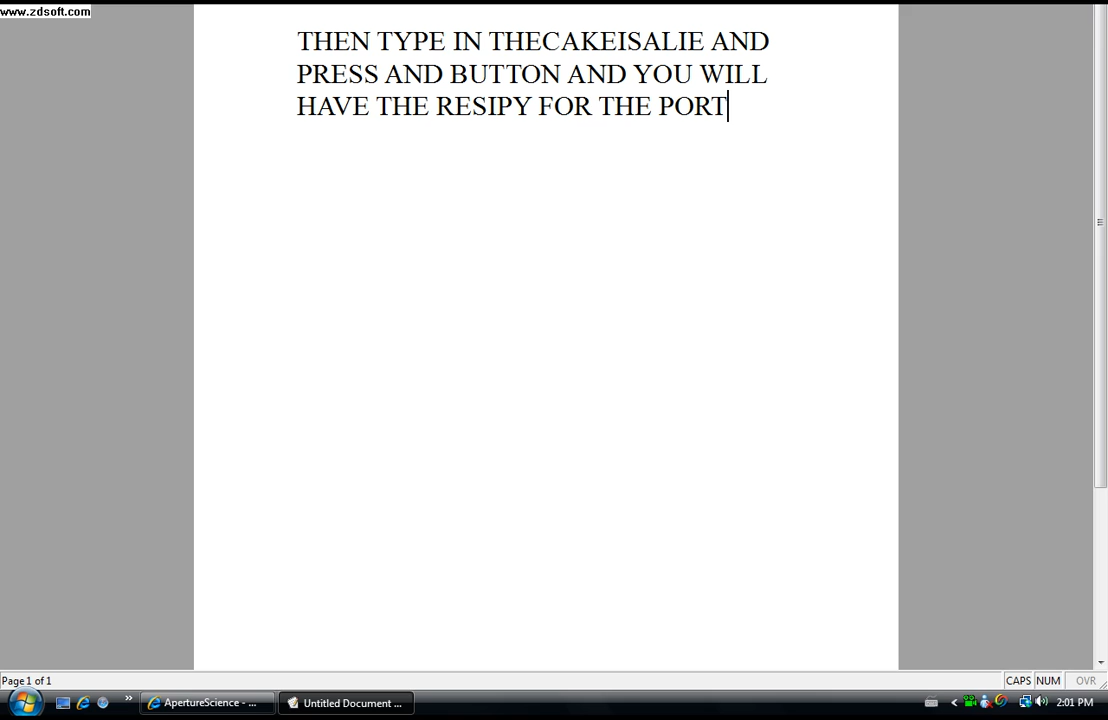 www.zdsoft.com
THEN TYPE IN THECAKEISALIE AND
PRESS AND BUTTON AND YOU WILL
HAVE THE RESIPY FOR THE PORT
Page 1 of 1
CAPS NUM OVR
» ApertureScience - ... Untitled Document ... < 2:01 PM